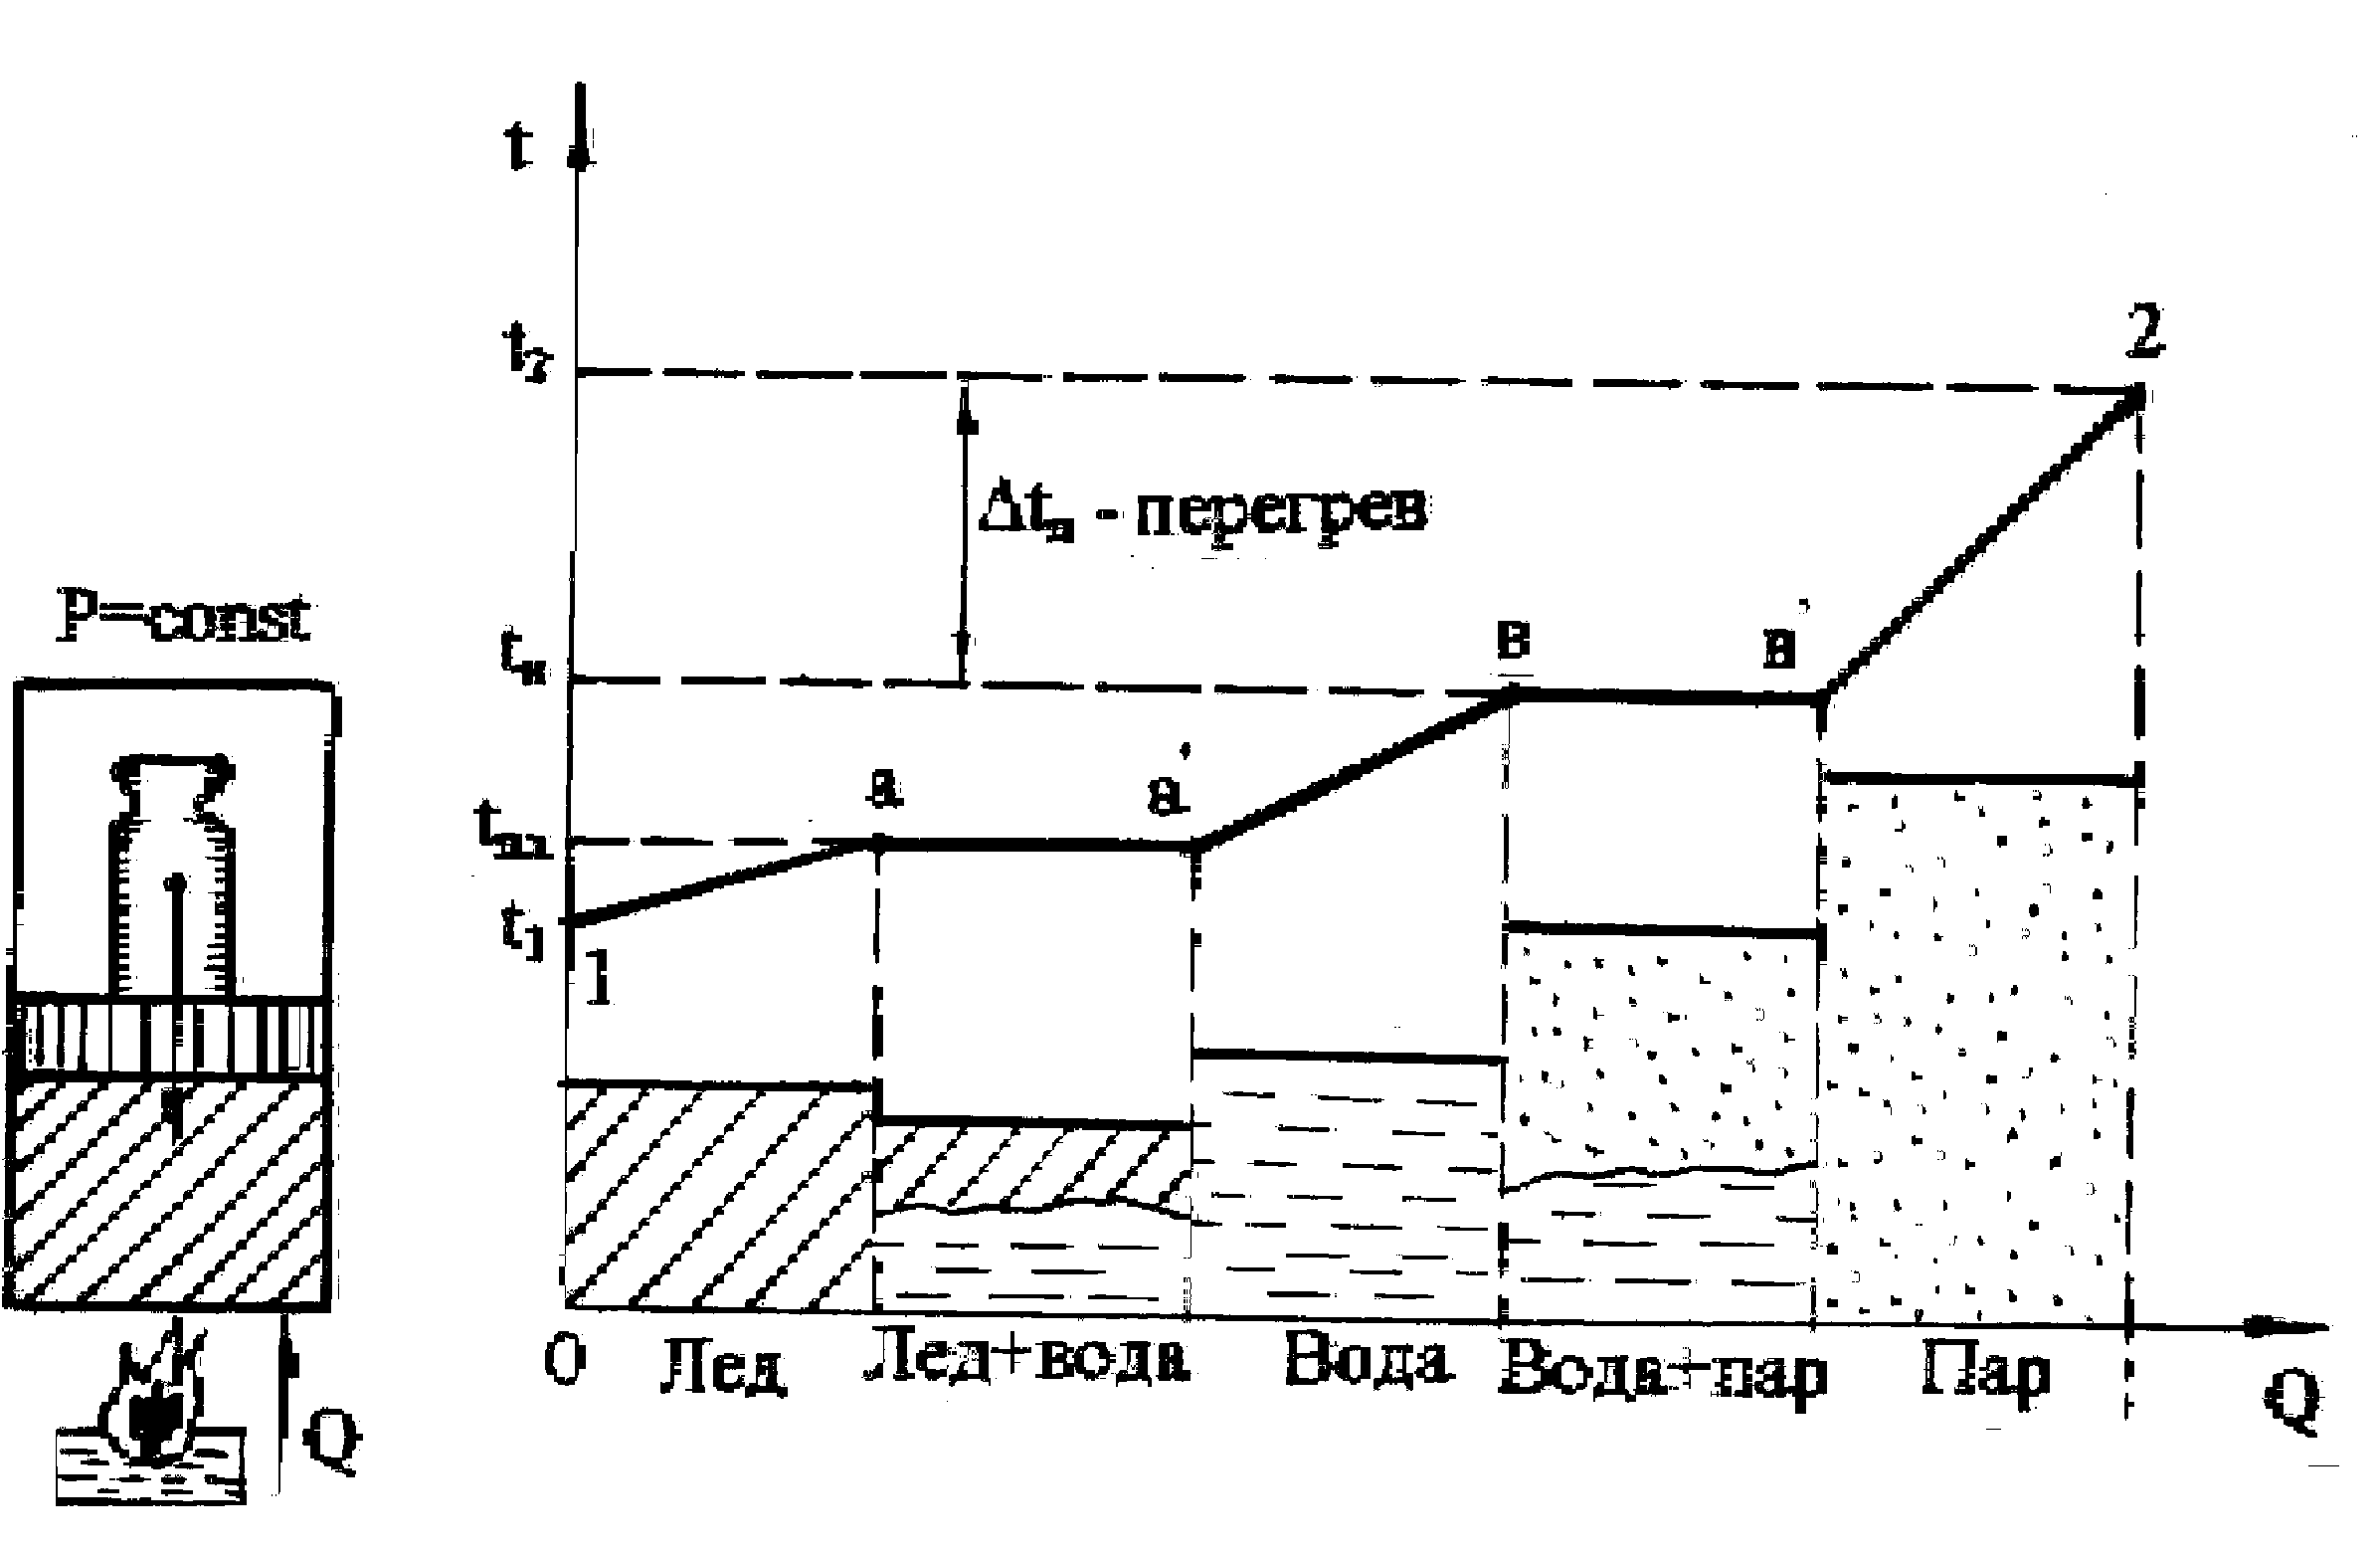 t
t₂
2
Δtп - перегрев
P=const
tн
в
в'
a
a'
tпл
t₁
1
0
Лед
Лед+вода
Вода
Вода+пар
Пар
Q
Q